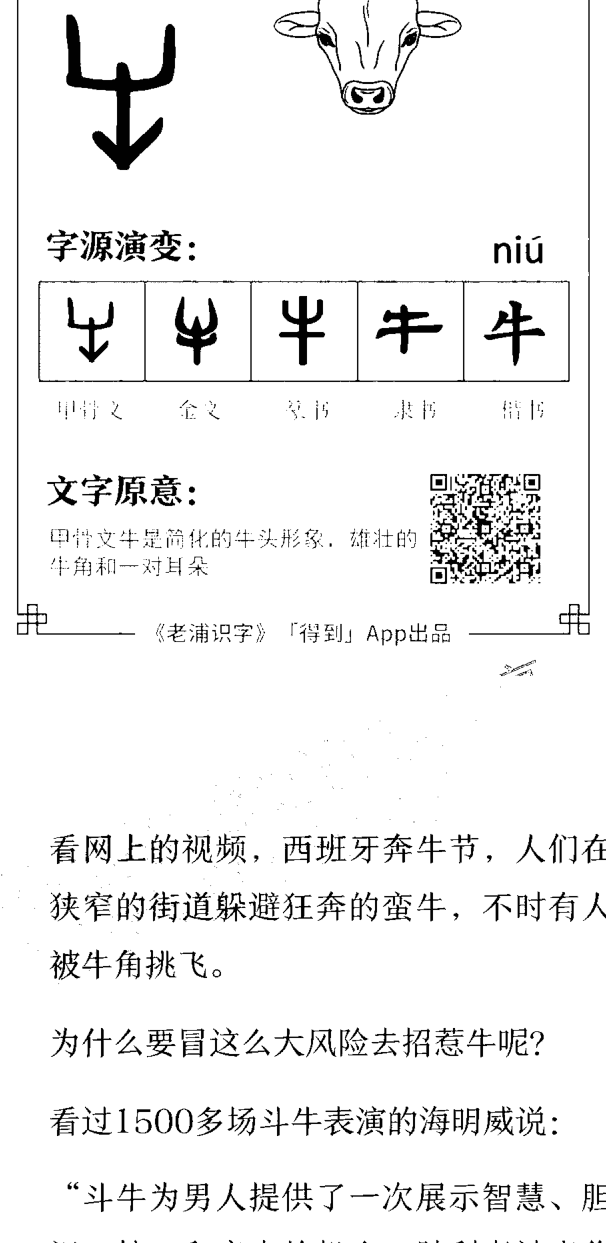 字源演变：
niú
牛 牛 牛 牛 牛
甲骨文 金文 篆书 隶书 楷书
文字原意：
甲骨文牛是简化的牛头形象，雄壮的
牛角和一对耳朵
《老浦识字》「得到」App出品
看网上的视频，西班牙奔牛节，人们在
狭窄的街道躲避狂奔的蛮牛，不时有人
被牛角挑飞。
为什么要冒这么大风险去招惹牛呢？
看过1500多场斗牛表演的海明威说：
“斗牛为男人提供了一次展示智慧、胆